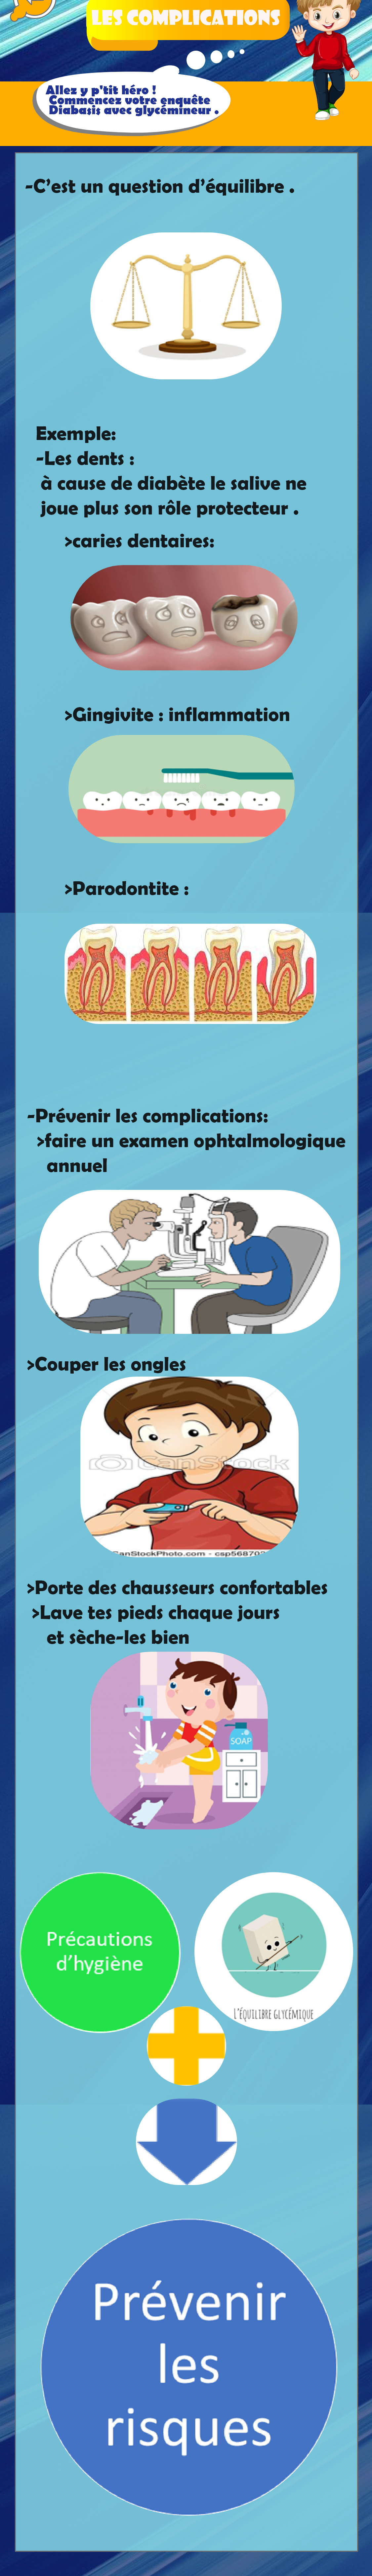 LES COMPLICATIONS
Allez y p'tit héro !
Commencez votre enquête
Diabasis avec glycémineur .
-C'est un question d'équilibre .
Exemple:
-Les dents :
à cause de diabète le salive ne
joue plus son rôle protecteur .
>caries dentaires:
>Gingivite : inflammation
>Parodontite :
-Prévenir les complications:
>faire un examen ophtalmologique
annuel
>Couper les ongles
CanStock
CanStockPhoto.com - csp568702
>Porte des chausseurs confortables
>Lave tes pieds chaque jours
et sèche-les bien
SOAP
Précautions
d'hygiène
L'ÉQUILIBRE GLYCÉMIQUE
Prévenir
les
risques